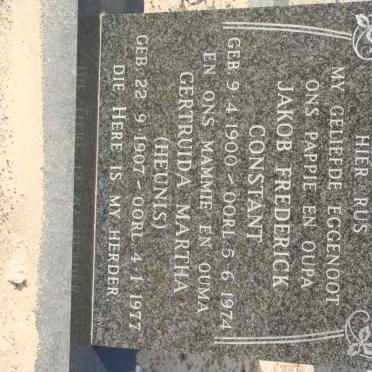 HIER RUS
MY GELIEFDE EGGENOOT
ONS PAPPIE EN OUPA
JAKOB FREDERICK
CONSTANT
GEB. 9. 4. 1900 - OORL. 5. 6. 1974
EN ONS MAMMIE EN OUMA
GERTRUIDA MARTHA
(HEUNIS)
GEB. 22. 9. 1907 - OORL. 4. 1. 1977
DIE HERE IS MY HERDER